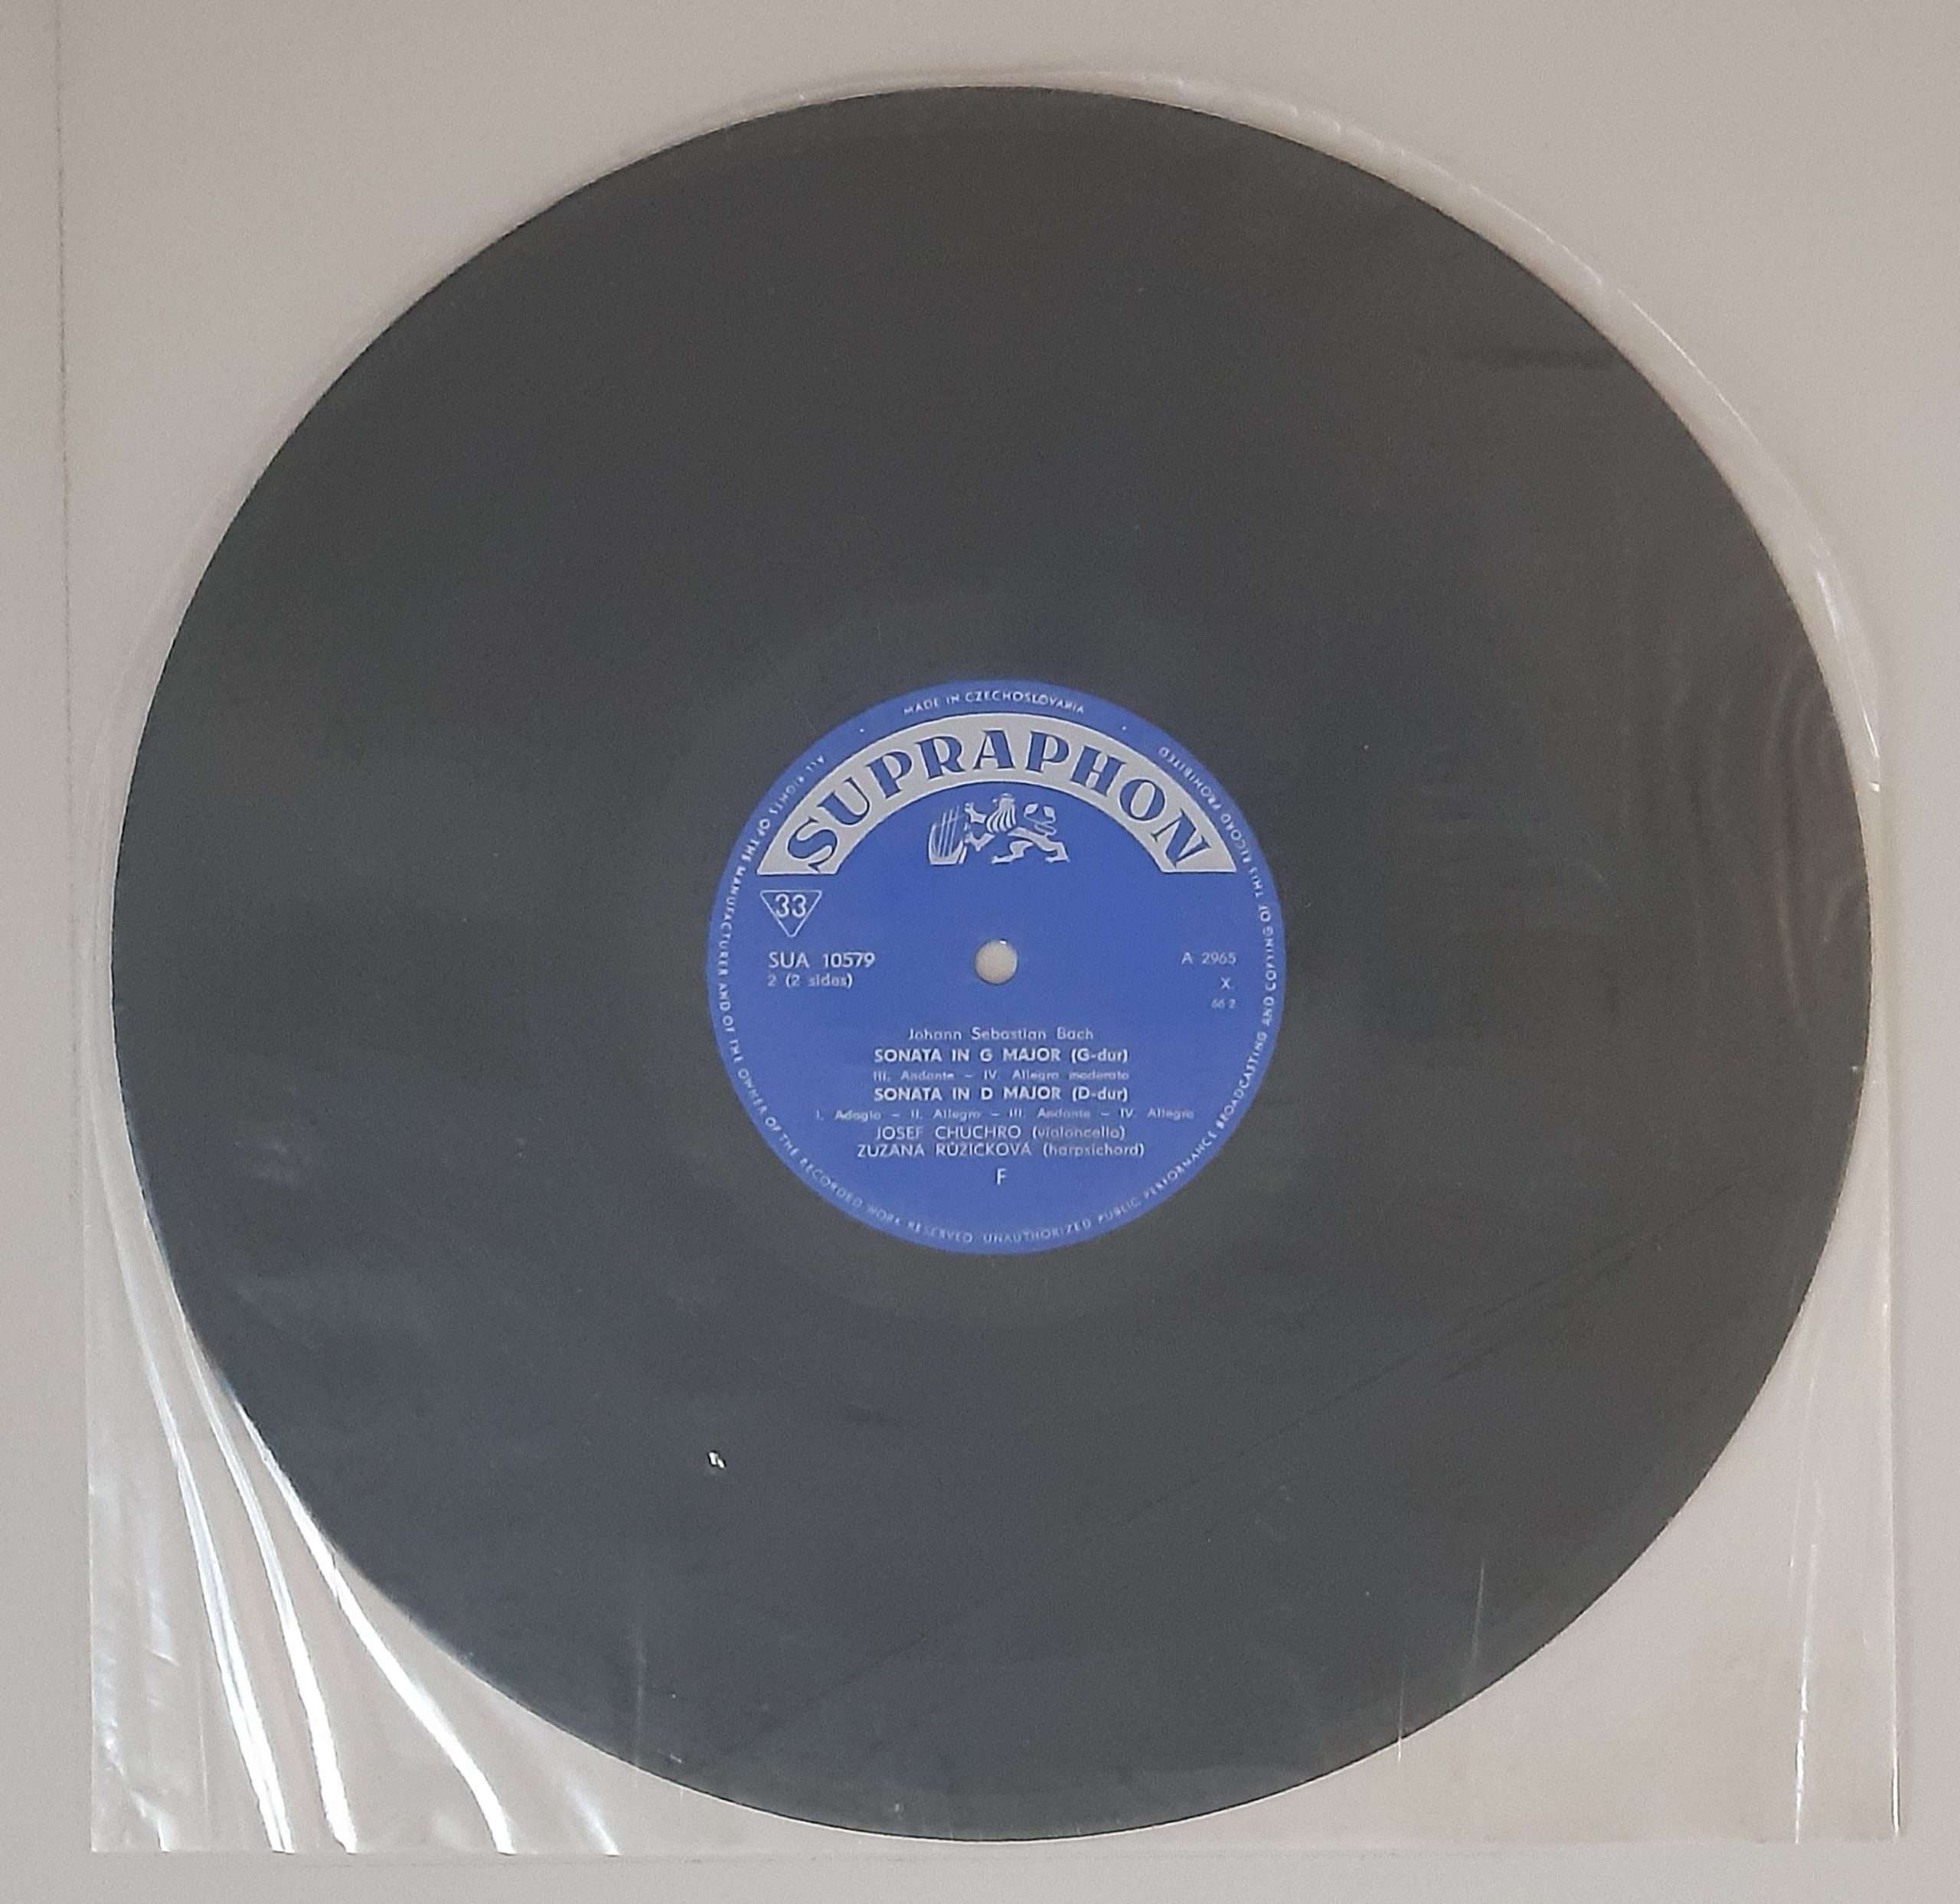 MADE IN CZECHOSLOVAKIA
SUPRAPHON
33
SUA 10579
2 (2 sides)
A 2965
X.
66 2
Johann Sebastian Bach
SONATA IN G MAJOR (G-dur)
III. Andante – IV. Allegro moderato
SONATA IN D MAJOR (D-dur)
I. Adagio – II. Allegro – III. Andante – IV. Allegro
JOSEF CHUCHRO (violoncello)
ZUZANA RŮŽIČKOVÁ (harpsichord)
F
ALL RIGHTS OF THE MANUFACTURER AND OF THE OWNER OF THE RECORDED WORK RESERVED. UNAUTHORIZED PUBLIC PERFORMANCE BROADCASTING AND COPYING OF THIS RECORD PROHIBITED